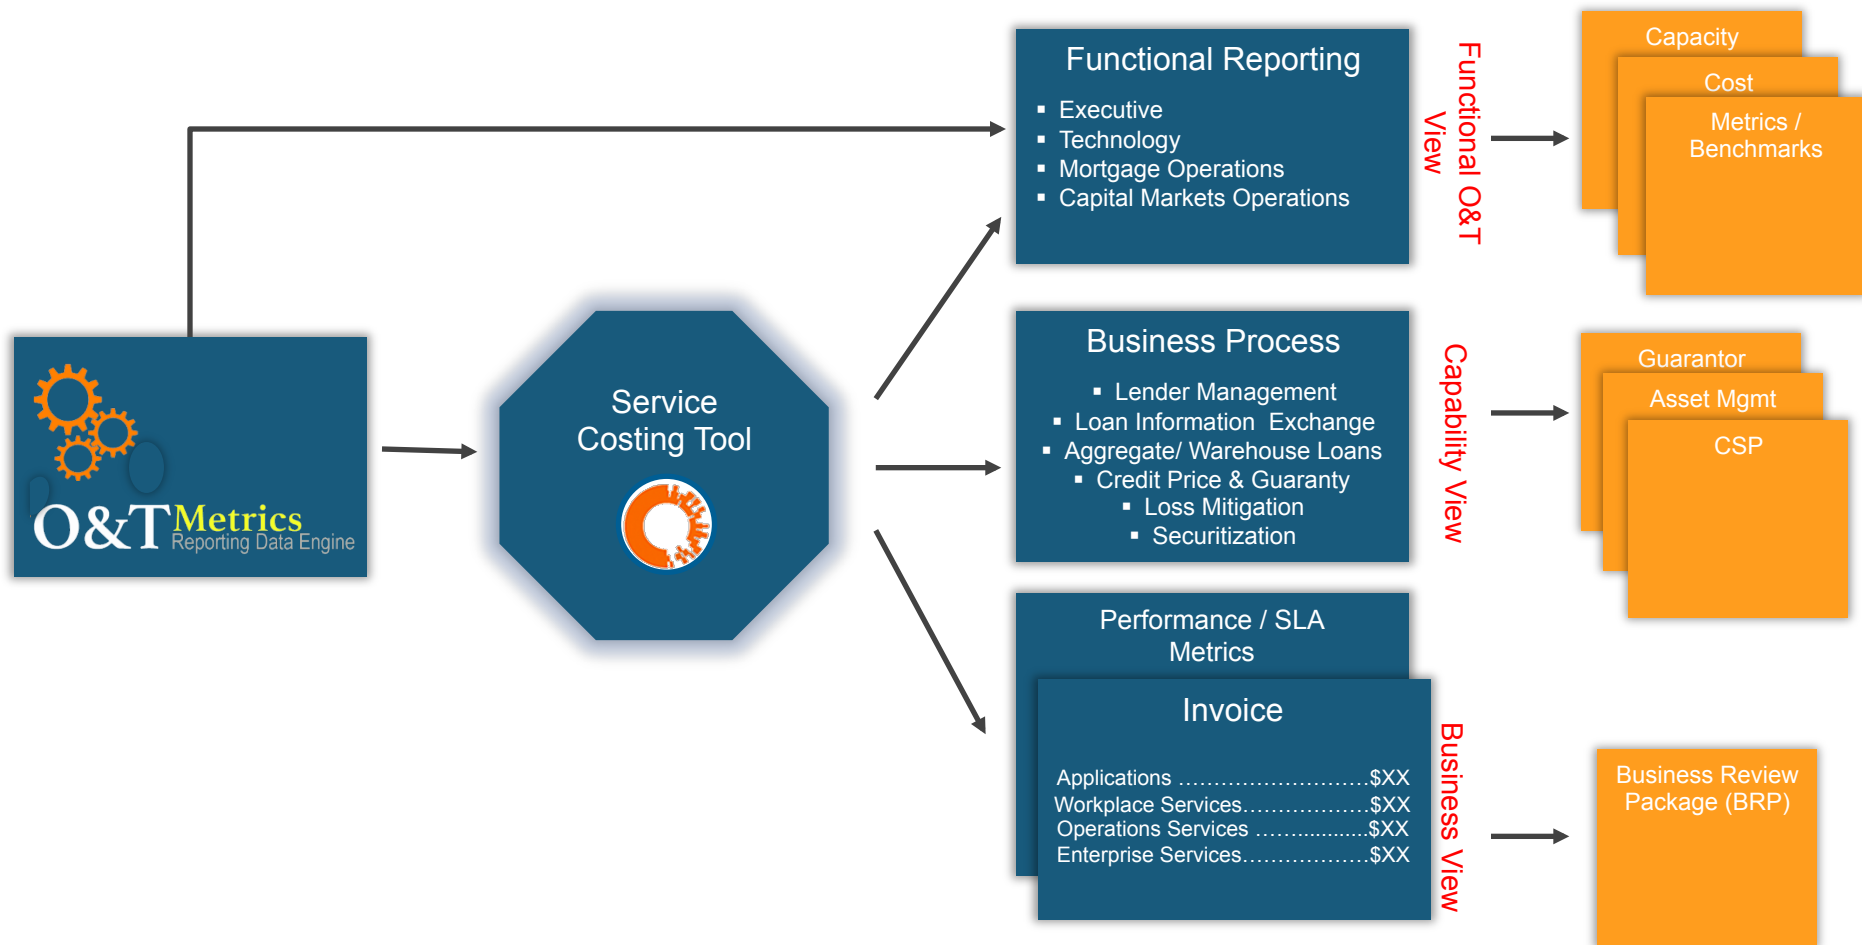 O&T Metrics
Reporting Data Engine
Service
Costing Tool
Functional Reporting
▪ Executive
▪ Technology
▪ Mortgage Operations
▪ Capital Markets Operations
Functional O&T
View
Capacity
Cost
Metrics /
Benchmarks
Business Process
▪ Lender Management
▪ Loan Information  Exchange
▪ Aggregate/ Warehouse Loans
▪ Credit Price & Guaranty
▪ Loss Mitigation
▪ Securitization
Capability View
Guarantor
Asset Mgmt
CSP
Performance / SLA
Metrics
Invoice
Applications ………………………$XX
Workplace Services………………$XX
Operations Services ……............$XX
Enterprise Services………………$XX
Business View
Business Review
Package (BRP)